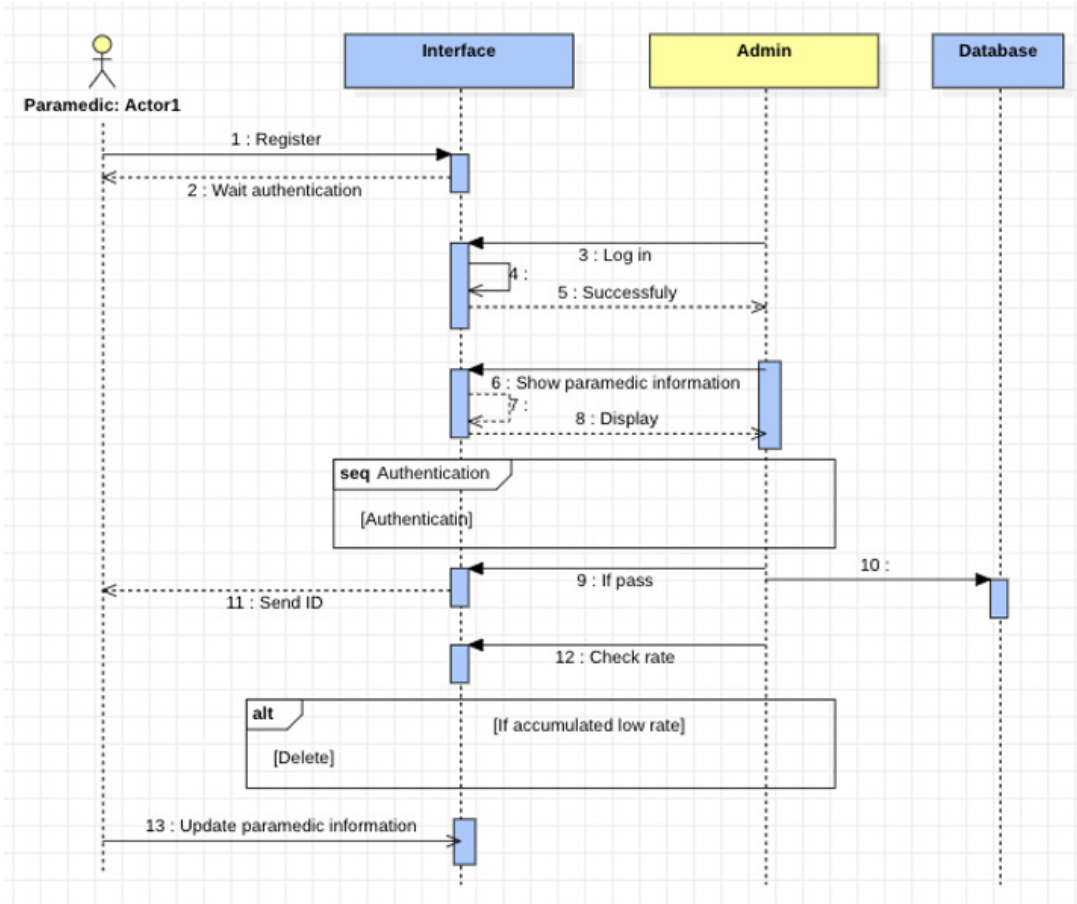 Interface
Admin
Database
Paramedic: Actor1
1 : Register
2 : Wait authentication
3 : Log in
4 :
5 : Successfuly
6 : Show paramedic information
7 :
8 : Display
seq Authentication
[Authenticatin]
10 :
9 : If pass
11 : Send ID
12 : Check rate
alt
[If accumulated low rate]
[Delete]
13 : Update paramedic information